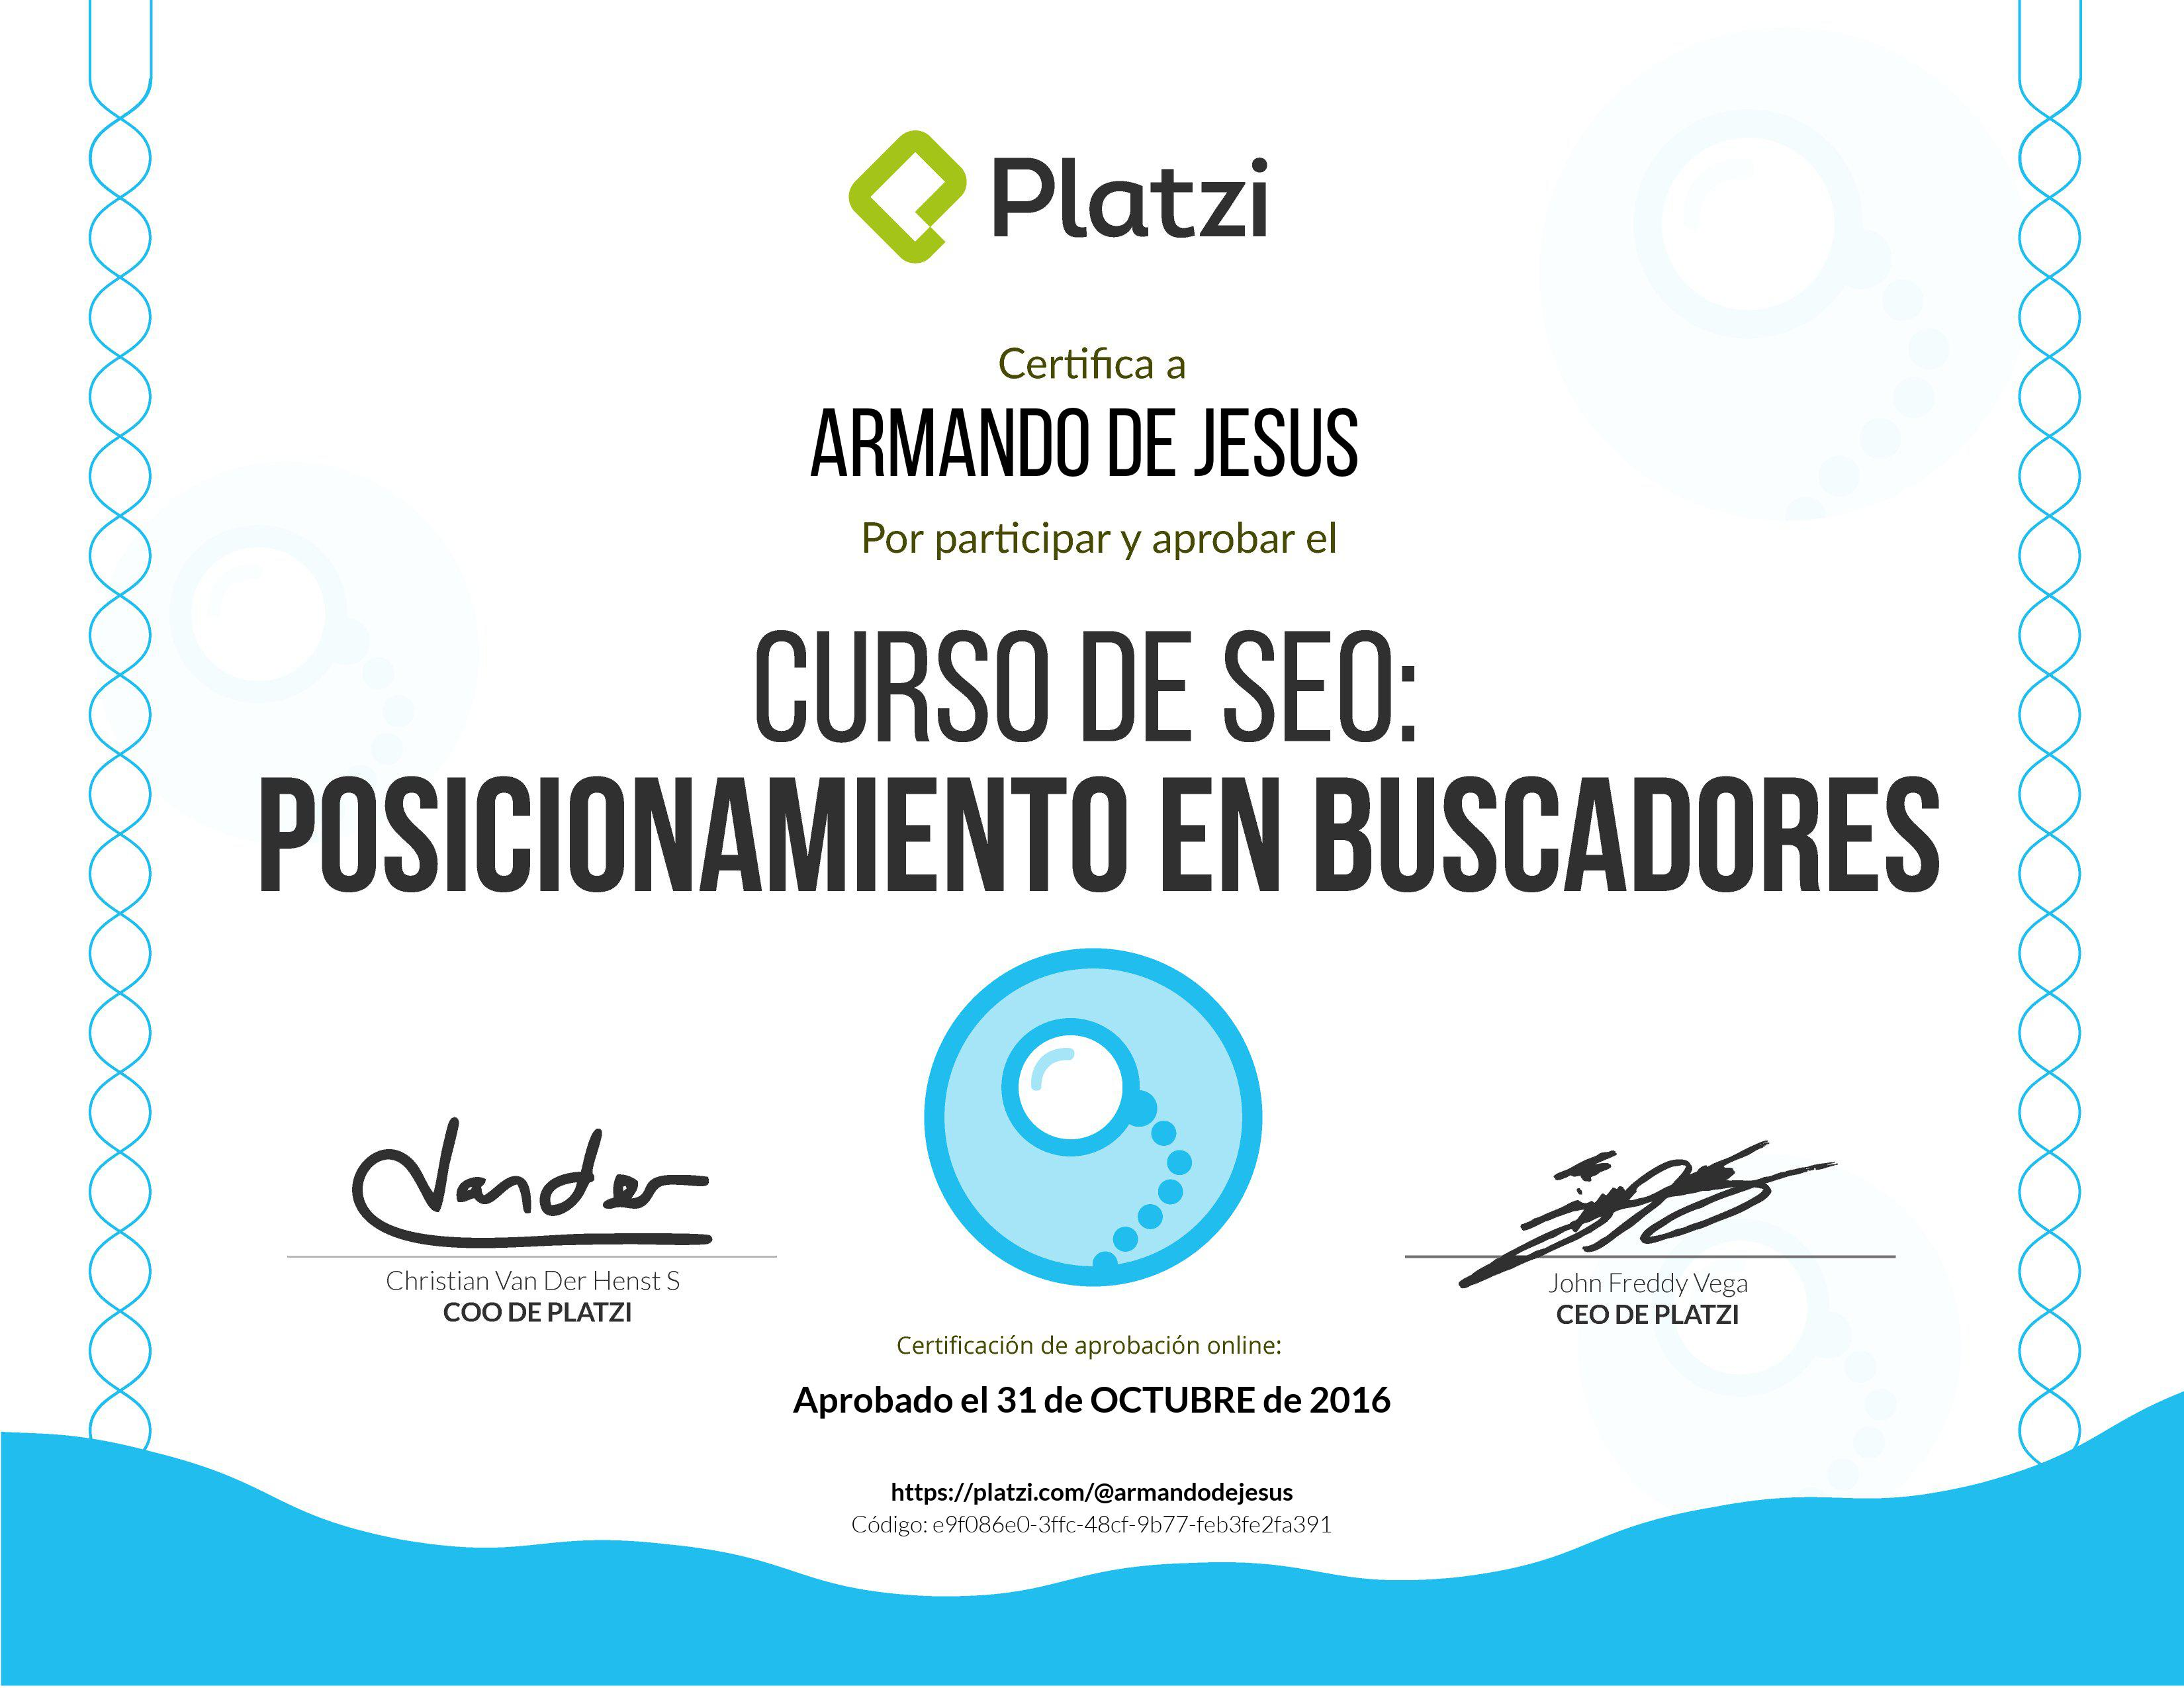 Platzi
Certifica a
ARMANDO DE JESUS
Por participar y aprobar el
CURSO DE SEO:
POSICIONAMIENTO EN BUSCADORES
Vander
Christian Van Der Henst S
COO DE PLATZI
John Freddy Vega
CEO DE PLATZI
Certificación de aprobación online:
Aprobado el 31 de OCTUBRE de 2016
https://platzi.com/@armandodejesus
Código: e9f086e0-3ffc-48cf-9b77-feb3fe2fa391